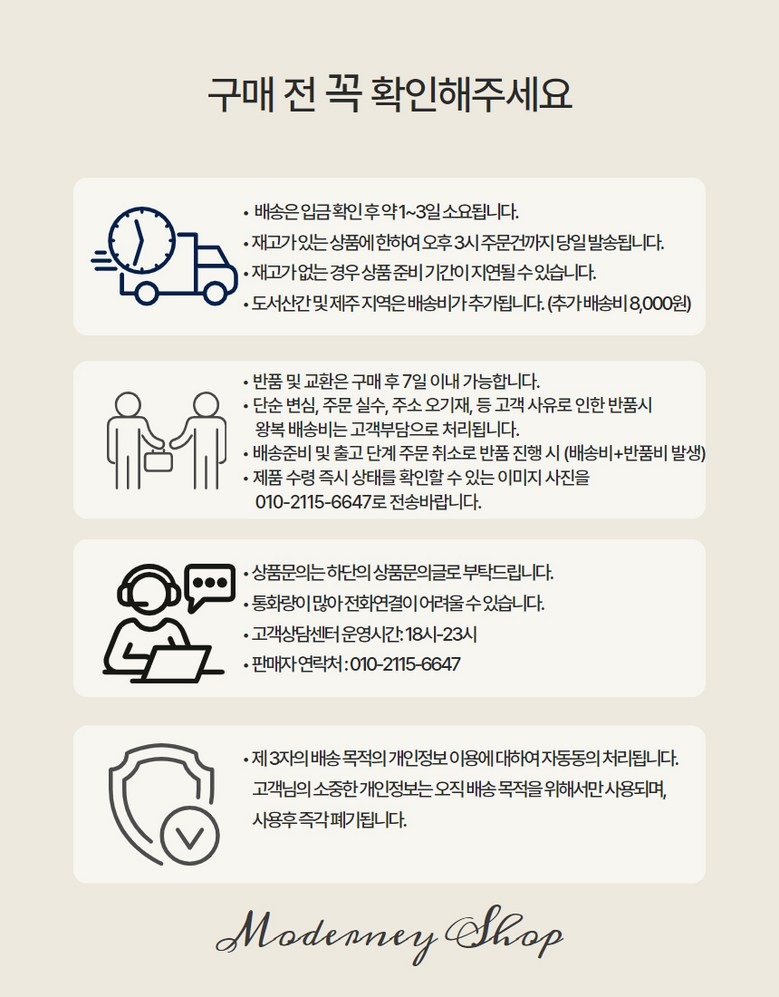 구매 전 꼭 확인해주세요
• 배송은 입금 확인 후 약 1~3일 소요됩니다.
• 재고가 있는 상품에 한하여 오후 3시 주문건까지 당일 발송됩니다.
• 재고가 없는 경우 상품 준비 기간이 지연될 수 있습니다.
• 도서산간 및 제주 지역은 배송비가 추가됩니다. (추가 배송비 8,000원)
• 반품 및 교환은 구매 후 7일 이내 가능합니다.
• 단순 변심, 주문 실수, 주소 오기재, 등 고객 사유로 인한 반품시
왕복 배송비는 고객부담으로 처리됩니다.
• 배송준비 및 출고 단계 주문 취소로 반품 진행 시 (배송비+반품비 발생)
• 제품 수령 즉시 상태를 확인할 수 있는 이미지 사진을
010-2115-6647로 전송바랍니다.
• 상품문의는 하단의 상품문의글로 부탁드립니다.
• 통화량이 많아 전화연결이 어려울 수 있습니다.
• 고객상담센터 운영시간: 18시-23시
• 판매자 연락처 : 010-2115-6647
• 제 3자의 배송 목적의 개인정보 이용에 대하여 자동동의 처리됩니다.
고객님의 소중한 개인정보는 오직 배송 목적을 위해서만 사용되며,
사용후 즉각 폐기됩니다.
Moderney Shop